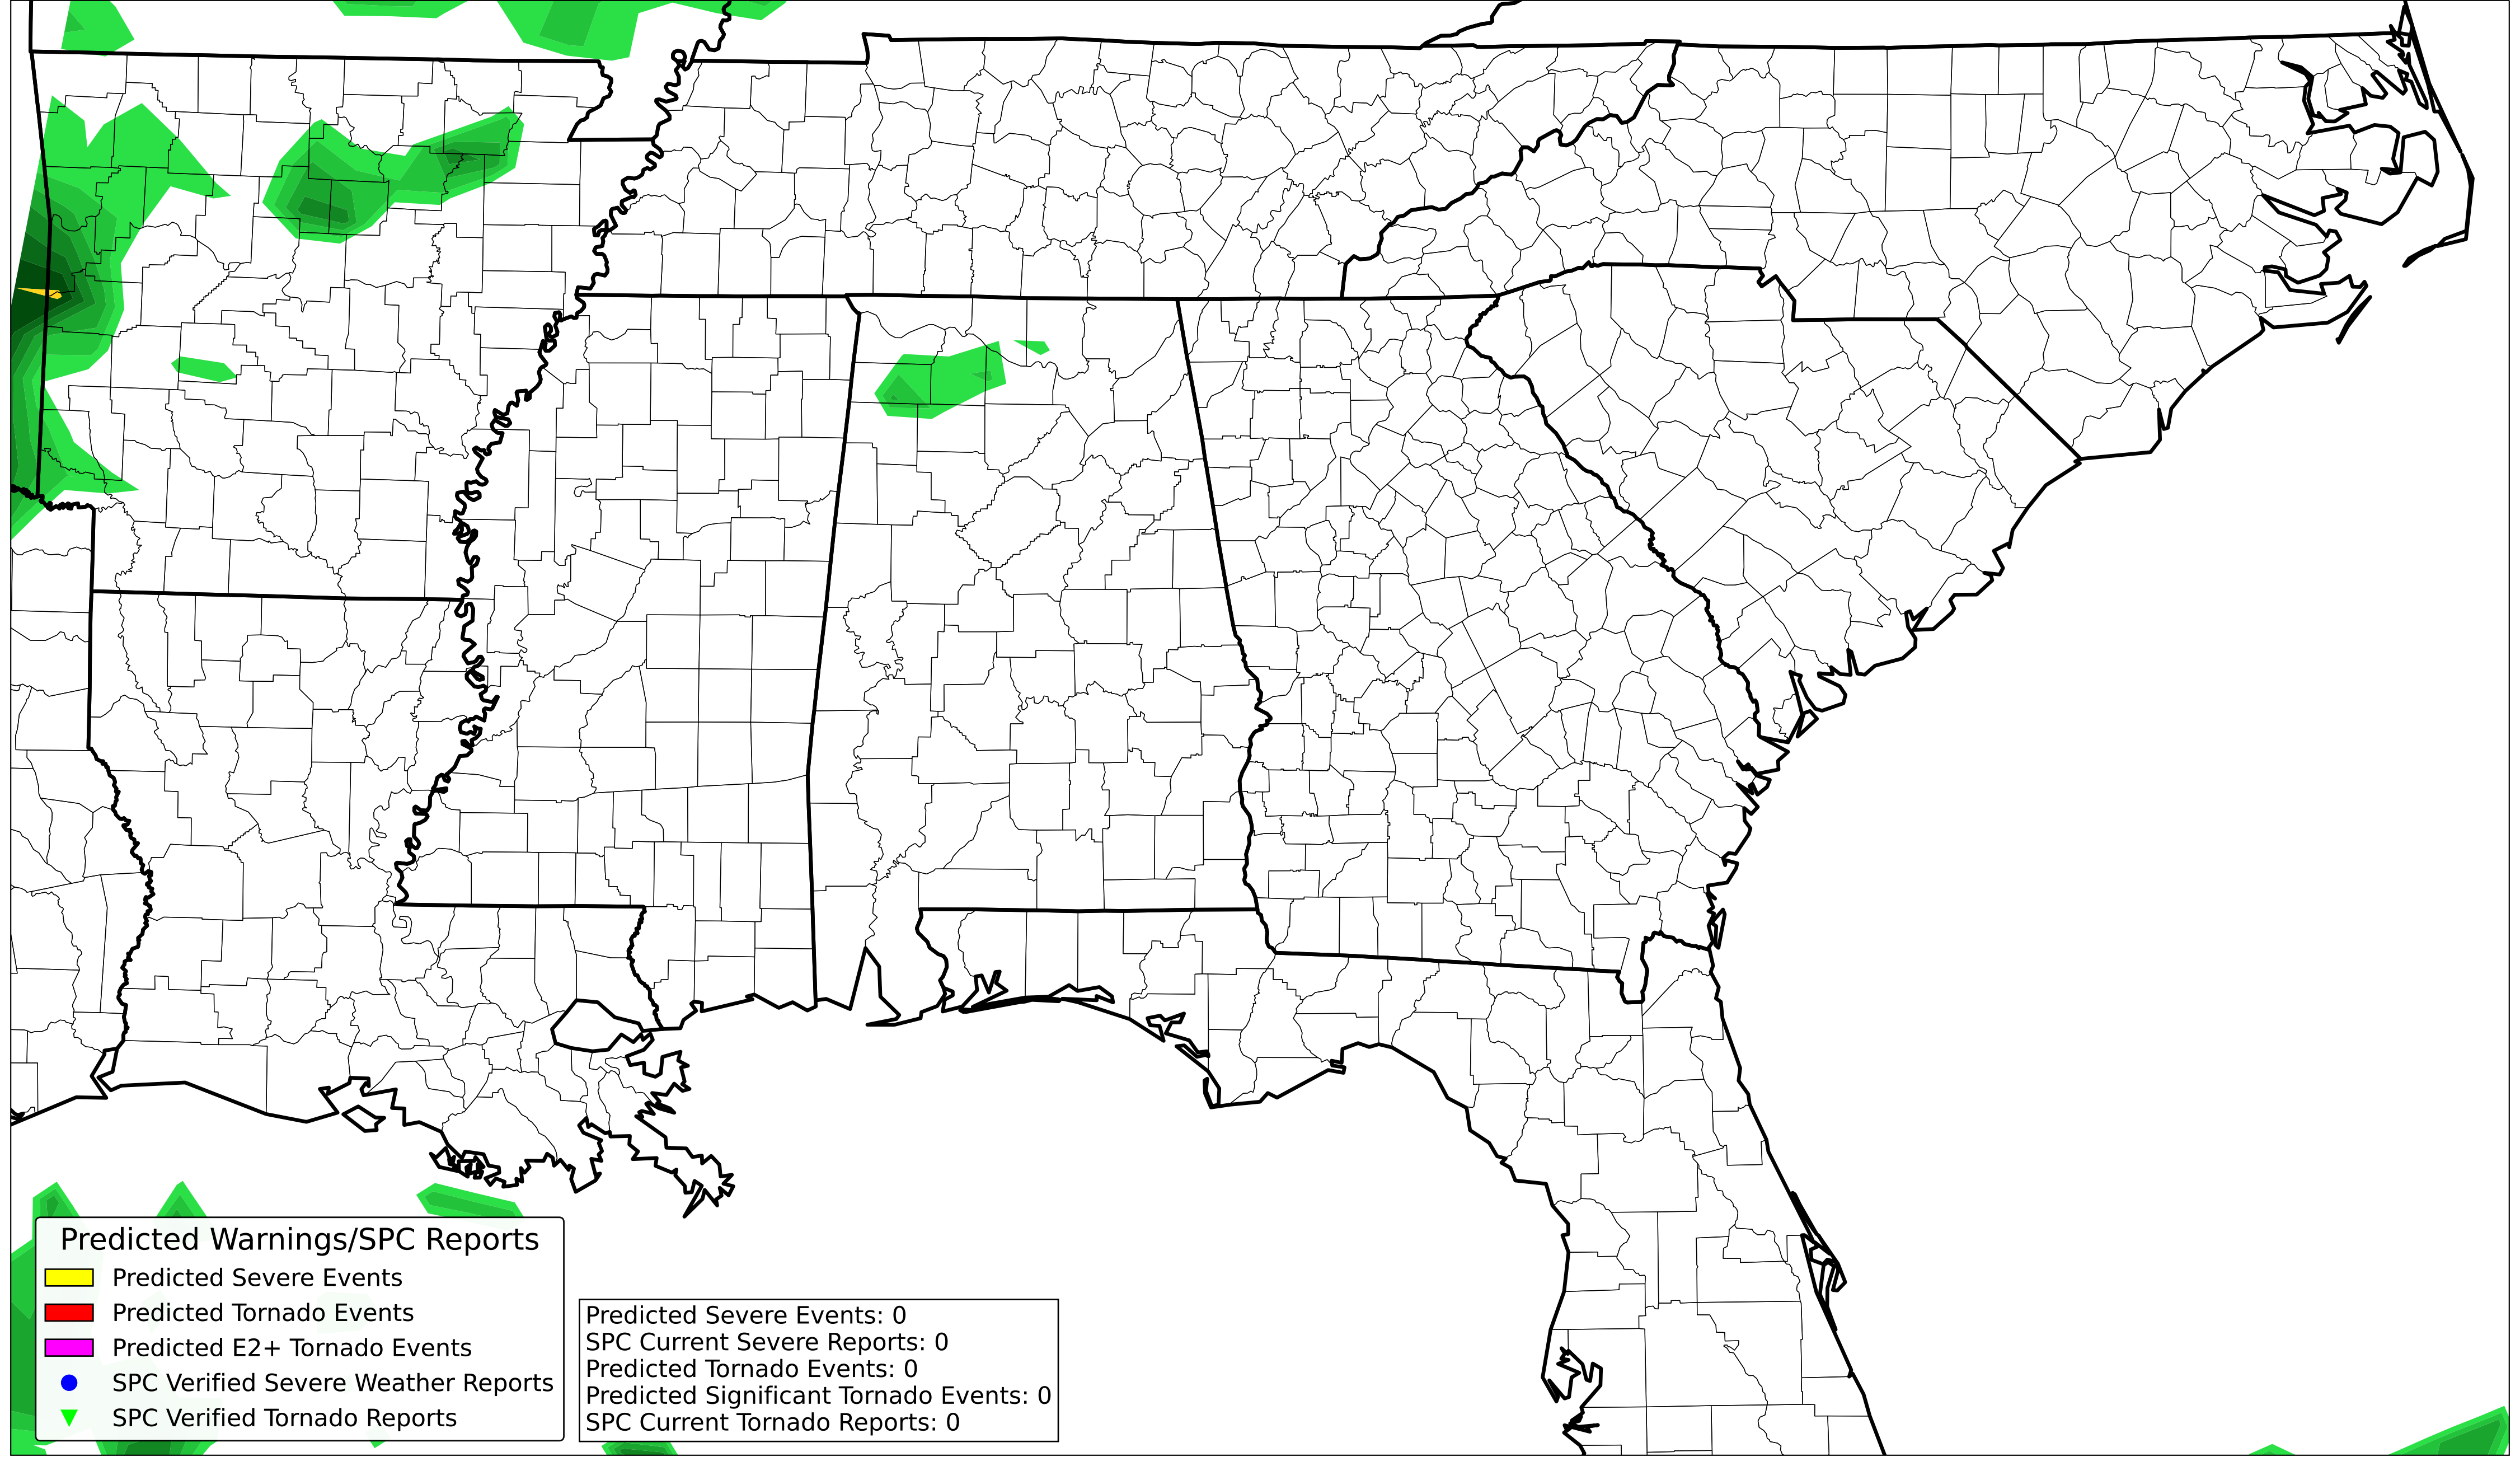 Predicted Warnings/SPC Reports
Predicted Severe Events
Predicted Tornado Events
Predicted E2+ Tornado Events
SPC Verified Severe Weather Reports
SPC Verified Tornado Reports
Predicted Severe Events: 0
SPC Current Severe Reports: 0
Predicted Tornado Events: 0
Predicted Significant Tornado Events: 0
SPC Current Tornado Reports: 0